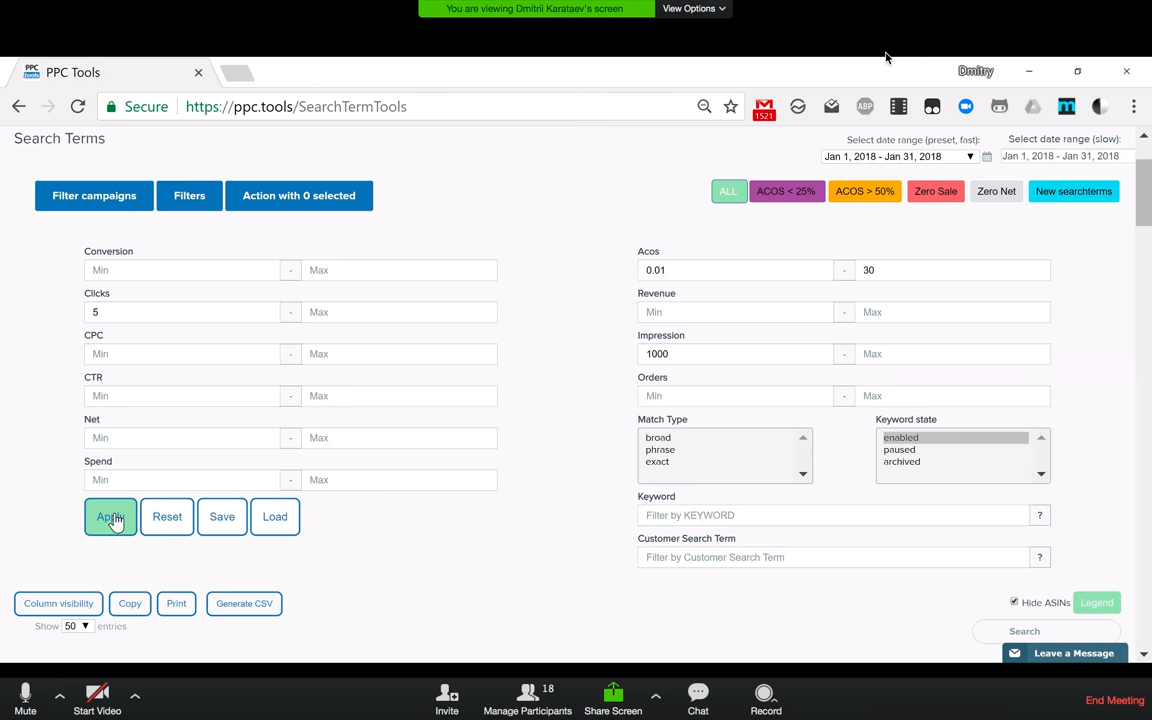 You are viewing Dmitrii Karataev's screen
View Options
PPC tools
PPC Tools
Dmitry
Secure
https://ppc.tools/SearchTermTools
1521
ABP
Search Terms
Select date range (preset, fast):
Select date range (slow):
Jan 1, 2018 - Jan 31, 2018
Jan 1, 2018 - Jan 31, 2018
Filter campaigns
Filters
Action with 0 selected
ALL
ACOS < 25%
ACOS > 50%
Zero Sale
Zero Net
New searchterms
Conversion
Min - Max
Clicks
5 - Max
CPC
Min - Max
CTR
Min - Max
Net
Min - Max
Spend
Min - Max
Apply
Reset
Save
Load
Acos
0.01 - 30
Revenue
Min - Max
Impression
1000 - Max
Orders
Min - Max
Match Type
broad
phrase
exact
Keyword state
enabled
paused
archived
Keyword
Filter by KEYWORD ?
Customer Search Term
Filter by Customer Search Term ?
Column visibility
Copy
Print
Generate CSV
Hide ASINs
Legend
Show 50 entries
Search
Leave a Message
Mute
Start Video
Invite
18
Manage Participants
Share Screen
Chat
Record
End Meeting